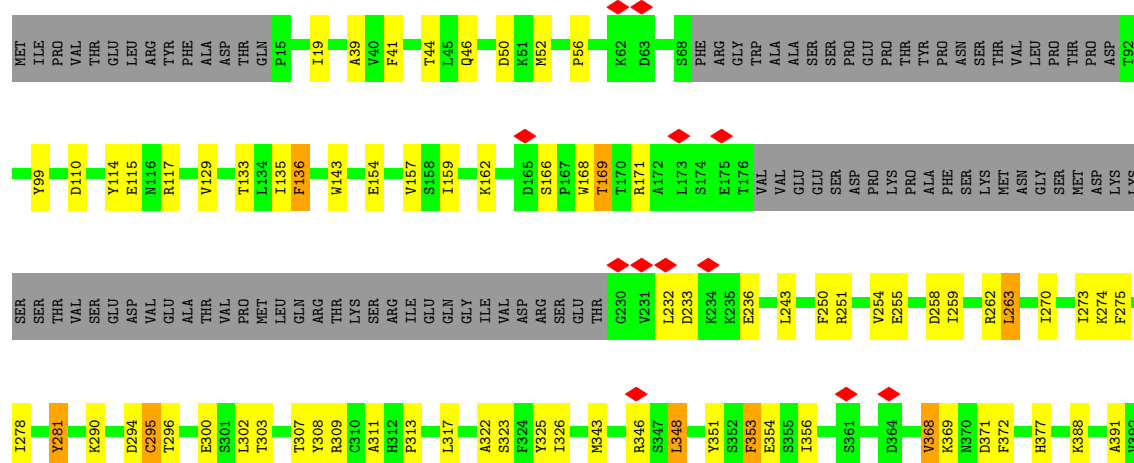 MET ILE PRO VAL THR GLU LEU ARG TYR PHE ALA ASP THR GLN P15 I19 A39 V40 F41 T44 L45 Q46 D50 K51 M52 P56 K62 D63 S68 PHE ARG GLY TRP ALA ALA SER SER PRO GLU PRO THR TYR PRO ASN SER THR VAL LEU PRO THR PRO ASP T92
Y99 D110 Y114 E115 N116 R117 V129 T133 L134 I135 F136 W143 E154 V157 S158 I159 K162 D165 S166 P167 W168 T169 T170 R171 A172 L173 S174 E175 T176 VAL VAL GLU GLU SER ASP PRO LYS PRO ALA PHE SER LYS MET ASN GLY SER MET ASP LYS LYS
SER SER THR VAL SER GLU ASP VAL GLU ALA THR VAL PRO MET LEU GLN ARG THR LYS SER ARG ILE GLU GLN GLY ILE VAL ASP ARG SER GLU THR G230 V231 L232 D233 K234 K235 E236 L243 F250 R251 V254 E255 D258 I259 R262 L263 I270 I273 K274 F275
I278 Y281 K290 D294 C295 T296 E300 S301 L302 T303 T307 Y308 R309 C310 A311 H312 P313 L317 A322 S323 F324 Y325 I326 M343 R346 S347 L348 Y351 S352 F353 E354 S355 I356 S361 D364 V368 K369 N370 D371 F372 H377 K388 A391 V392